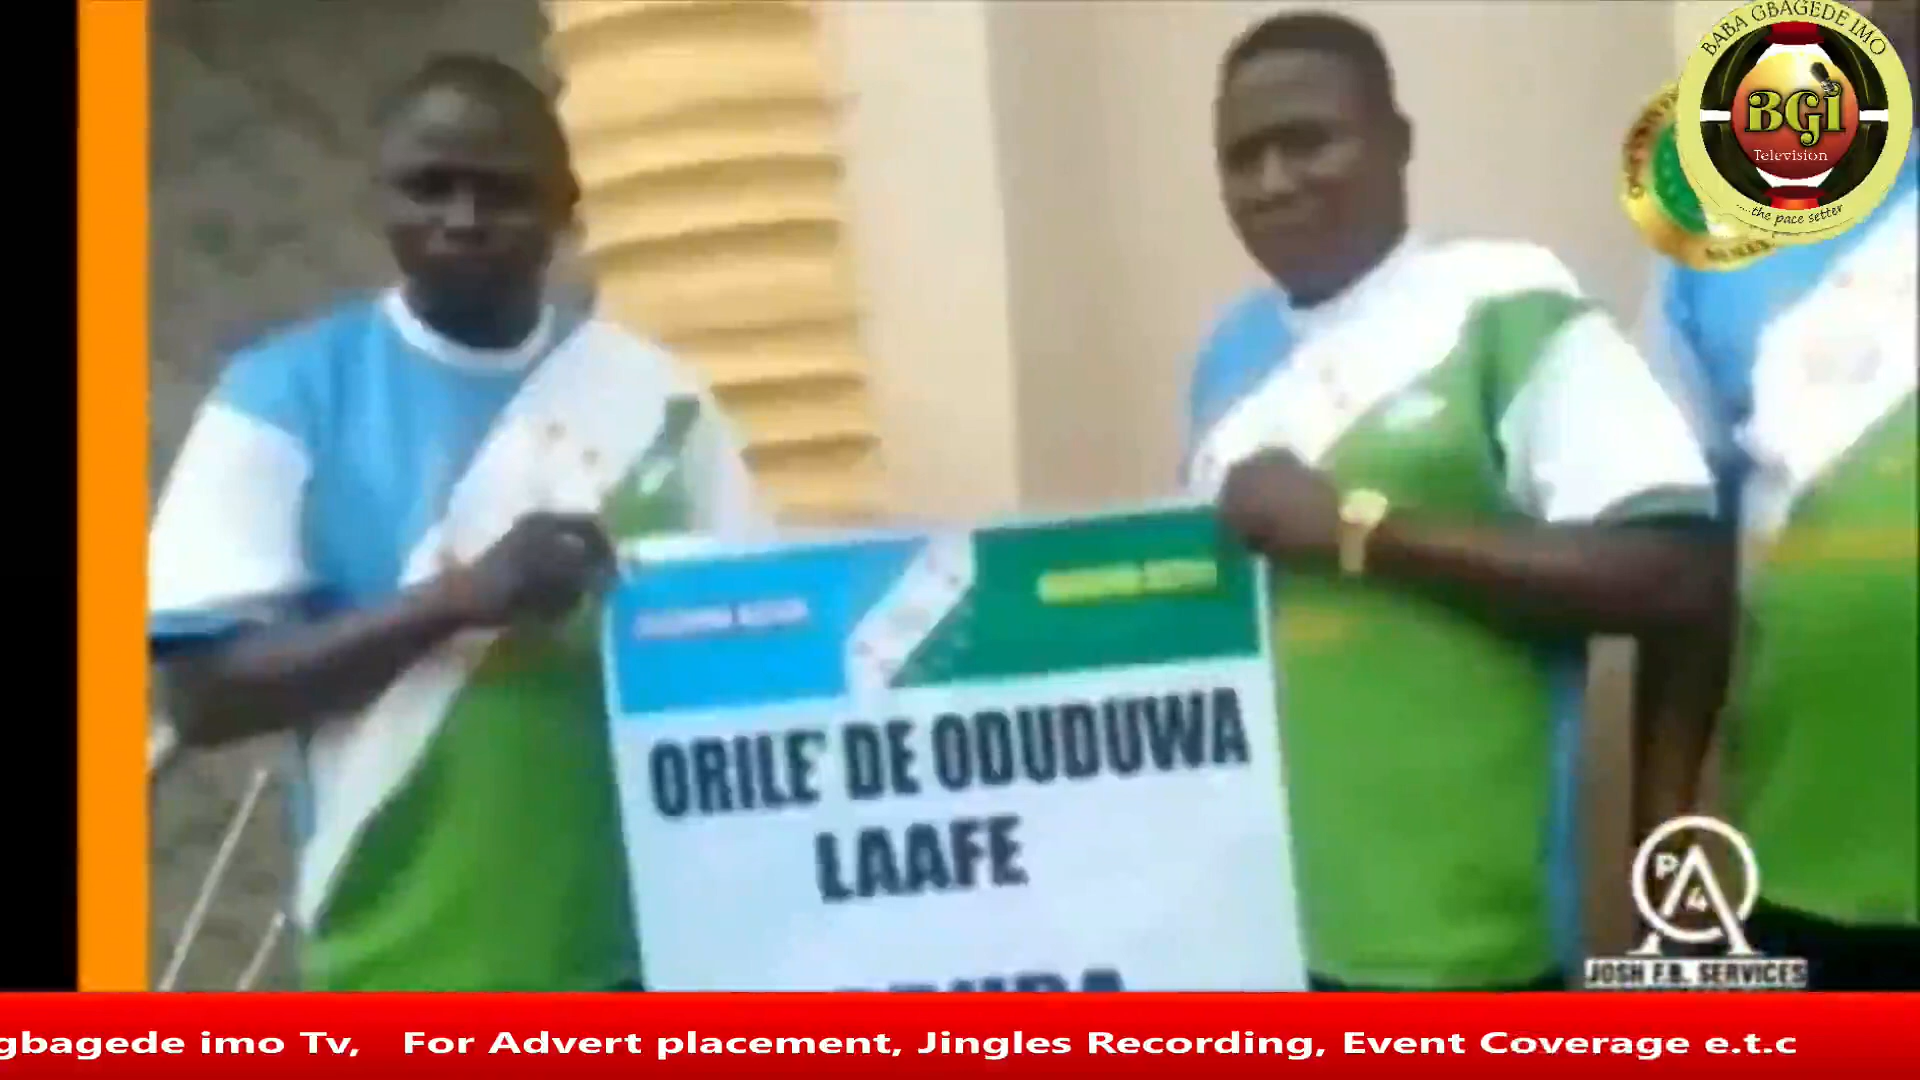 BABA GBAGEDE IMO
BGI
Television
....the pace setter
ORILE DE ODUDUWA
LAAFE
P 4
JOSH F.B. SERVICES
gbagede imo Tv, For Advert placement, Jingles Recording, Event Coverage e.t.c